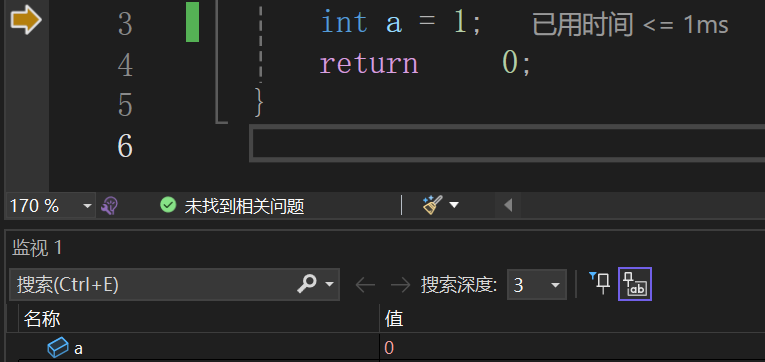 3 int a = 1; 已用时间 <= 1ms
4 return 0;
5 }
6
170 % 未找到相关问题
监视 1
搜索(Ctrl+E) 搜索深度: 3 ab
名称 值
a 0